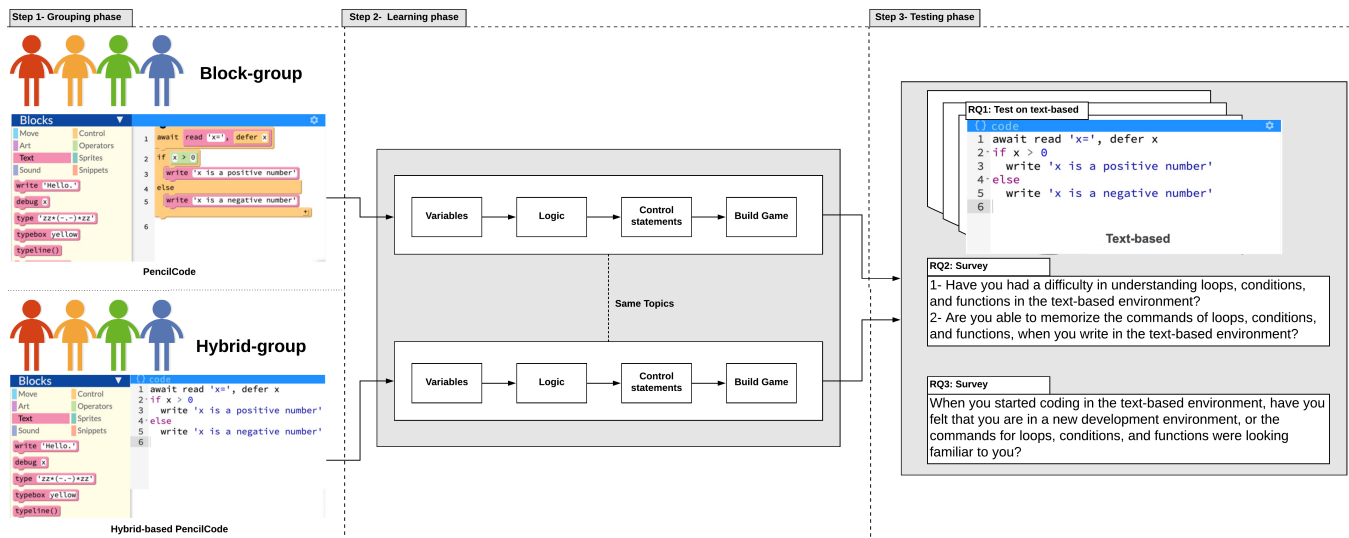 Step 1- Grouping phase
Step 2-  Learning phase
Step 3- Testing phase
Block-group
Blocks
Move
Control
Art
Operators
Text
Sprites
Sound
Snippets
write 'Hello.'
debug x
type 'zz*(-.-)*zz'
typebox yellow
typeline()
1 await read 'x=', defer x
2 if x > 0
3 write 'x is a positive number'
4 else
5 write 'x is a negative number'
6
PencilCode
Hybrid-group
Blocks
Move
Control
Art
Operators
Text
Sprites
Sound
Snippets
write 'Hello.'
debug x
type 'zz*(-.-)*zz'
typebox yellow
typeline()
{} code
1 await read 'x=', defer x
2 if x > 0
3 write 'x is a positive number'
4 else
5 write 'x is a negative number'
6
Hybrid-based PencilCode
Variables
Logic
Control
statements
Build Game
Same Topics
Variables
Logic
Control
statements
Build Game
RQ1: Test on text-based
{} code
1 await read 'x=', defer x
2 if x > 0
3 write 'x is a positive number'
4 else
5 write 'x is a negative number'
6
Text-based
RQ2: Survey
1- Have you had a difficulty in understanding loops, conditions,
and functions in the text-based environment?
2- Are you able to memorize the commands of loops, conditions,
and functions, when you write in the text-based environment?
RQ3: Survey
When you started coding in the text-based environment, have you
felt that you are in a new development environment, or the
commands for loops, conditions, and functions were looking
familiar to you?